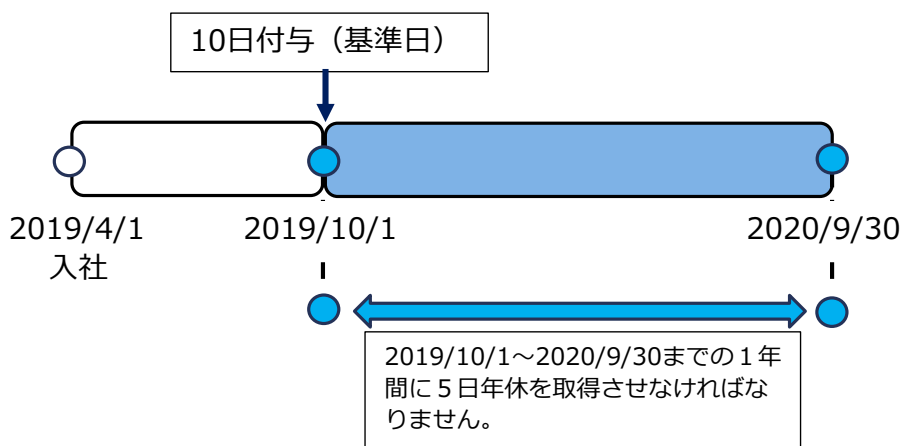 10日付与（基準日）
2019/4/1
入社
2019/10/1
2020/9/30
2019/10/1～2020/9/30までの１年
間に５日年休を取得させなければな
りません。